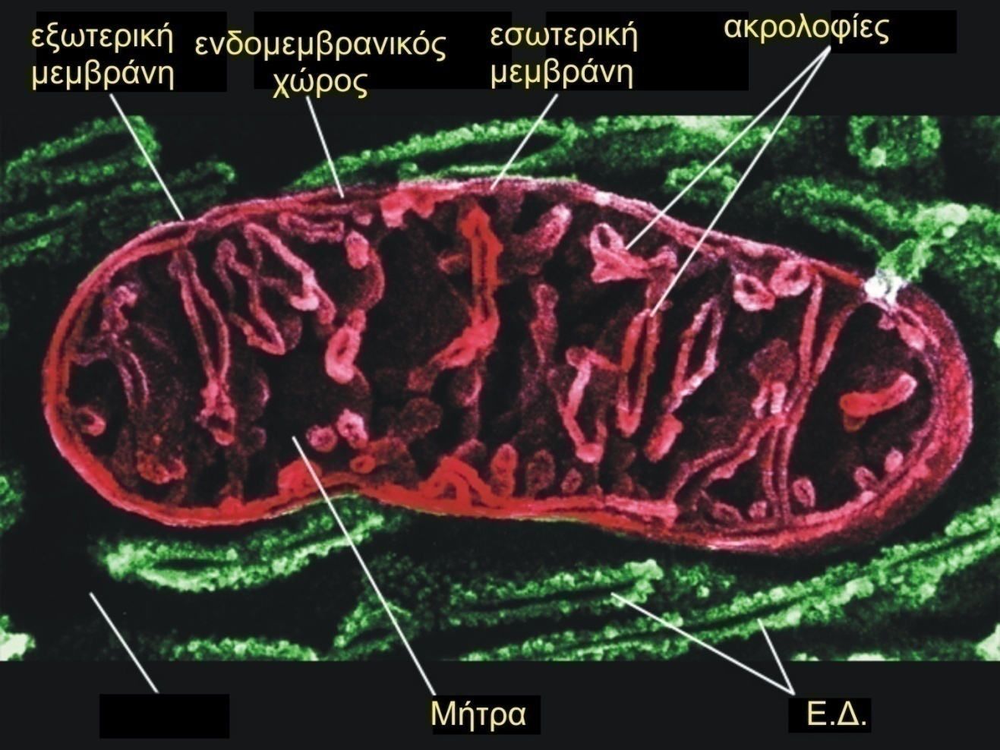 εξωτερική
μεμβράνη
ενδομεμβρανικός
χώρος
εσωτερική
μεμβράνη
ακρολοφίες
Μήτρα
Ε.Δ.